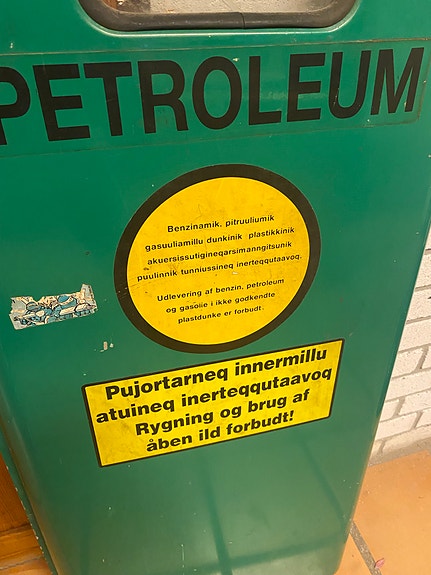 PETROLEUM
Benzinamik, pitruuliumik
gasuuliamillu dunkinik plastikkinik
akuersissutigineqarsimanngitsunik
puulinnik tunniussineq inerteqqutaavoq.
Udlevering af benzin, petroleum
og gasolie i ikke godkendte
plastdunke er forbudt.
Pujortarneq innermillu
atuineq inerteqqutaavoq
Rygning og brug af
åben ild forbudt!